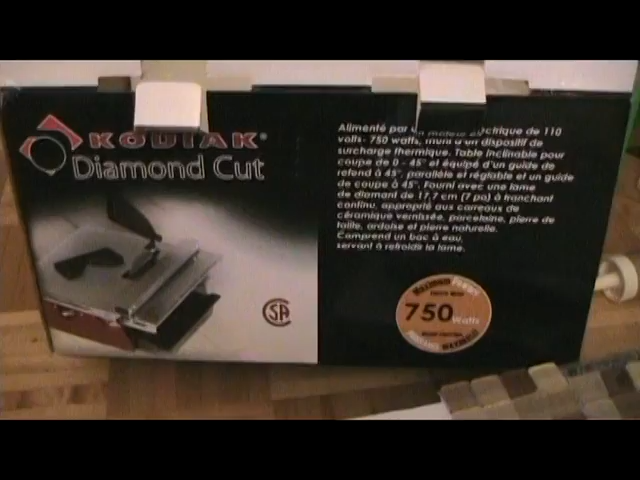 KODIAK®
Diamond Cut
Alimenté par un moteur électrique de 110
volts- 750 watts, muni d'un dispositif de
surcharge thermique. Table inclinable pour
coupe de 0 - 45° et équipé d'un guide de
refend à 45°, parallèle et réglable et un guide
de coupe à 45°. Fourni avec une lame
de diamant de 17,7 cm (7 po) à tranchant
continu, approprié aux carreaux de
céramique vernissée, porcelaine, pierre de
taille, ardoise et pierre naturelle.
Comprend un bac à eau,
servant à refroidir la lame.
CSA
Maximum Power
750 Watts